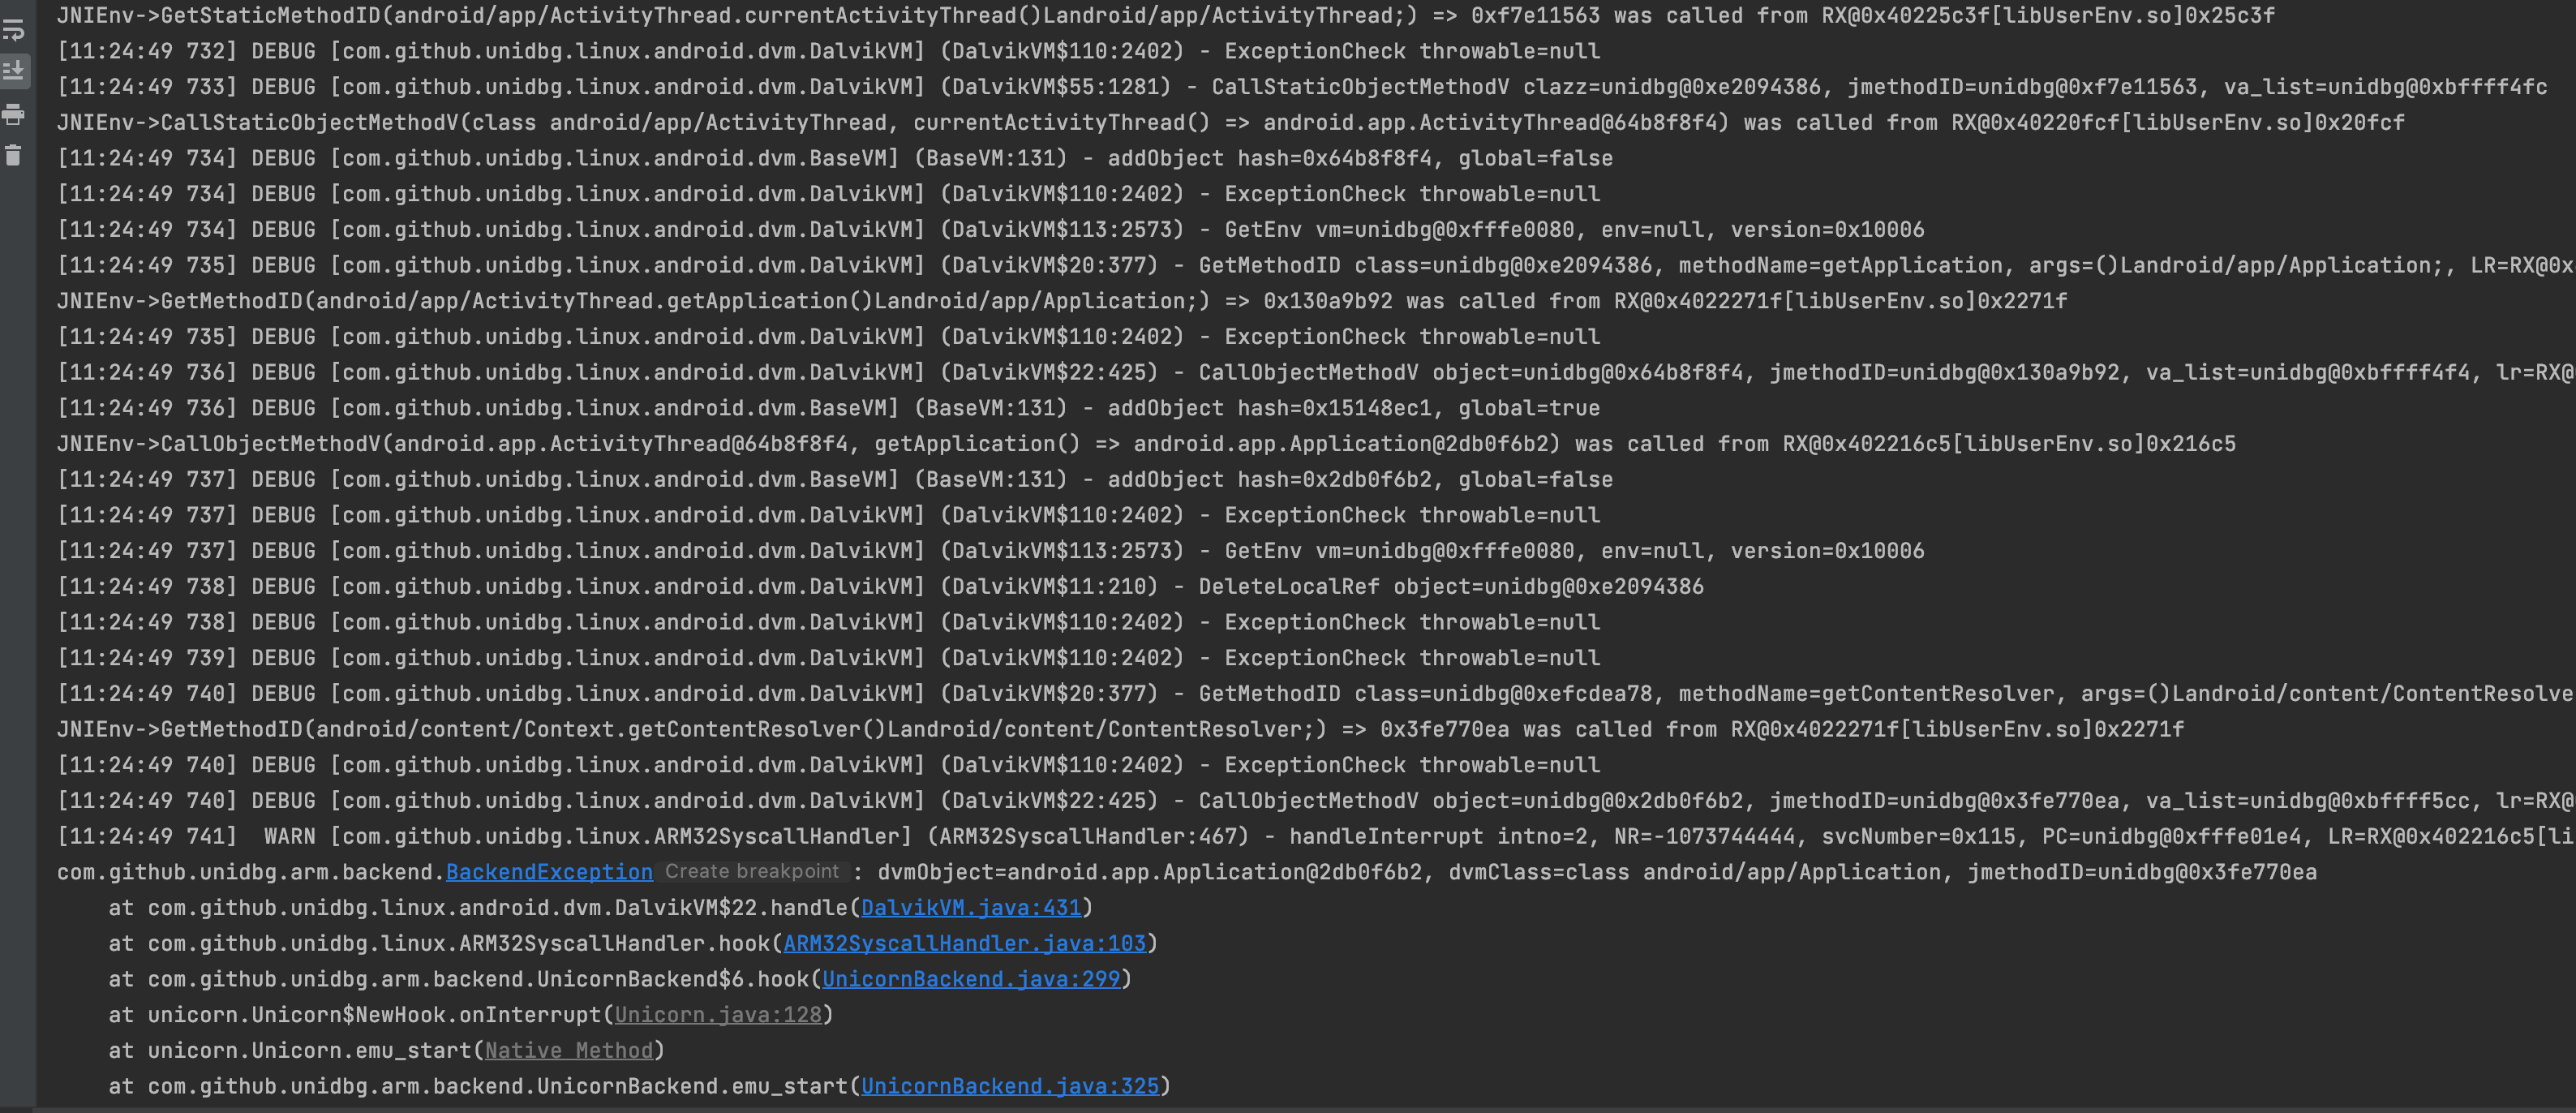 JNIEnv->GetStaticMethodID(android/app/ActivityThread.currentActivityThread()Landroid/app/ActivityThread;) => 0xf7e11563 was called from RX@0x40225c3f[libUserEnv.so]0x25c3f
[11:24:49 732] DEBUG [com.github.unidbg.linux.android.dvm.DalvikVM] (DalvikVM$110:2402) - ExceptionCheck throwable=null
[11:24:49 733] DEBUG [com.github.unidbg.linux.android.dvm.DalvikVM] (DalvikVM$55:1281) - CallStaticObjectMethodV clazz=unidbg@0xe2094386, jmethodID=unidbg@0xf7e11563, va_list=unidbg@0xbffff4fc
JNIEnv->CallStaticObjectMethodV(class android/app/ActivityThread, currentActivityThread() => android.app.ActivityThread@64b8f8f4) was called from RX@0x40220fcf[libUserEnv.so]0x20fcf
[11:24:49 734] DEBUG [com.github.unidbg.linux.android.dvm.BaseVM] (BaseVM:131) - addObject hash=0x64b8f8f4, global=false
[11:24:49 734] DEBUG [com.github.unidbg.linux.android.dvm.DalvikVM] (DalvikVM$110:2402) - ExceptionCheck throwable=null
[11:24:49 734] DEBUG [com.github.unidbg.linux.android.dvm.DalvikVM] (DalvikVM$113:2573) - GetEnv vm=unidbg@0xfffe0080, env=null, version=0x10006
[11:24:49 735] DEBUG [com.github.unidbg.linux.android.dvm.DalvikVM] (DalvikVM$20:377) - GetMethodID class=unidbg@0xe2094386, methodName=getApplication, args=()Landroid/app/Application;, LR=RX@0x
JNIEnv->GetMethodID(android/app/ActivityThread.getApplication()Landroid/app/Application;) => 0x130a9b92 was called from RX@0x4022271f[libUserEnv.so]0x2271f
[11:24:49 735] DEBUG [com.github.unidbg.linux.android.dvm.DalvikVM] (DalvikVM$110:2402) - ExceptionCheck throwable=null
[11:24:49 736] DEBUG [com.github.unidbg.linux.android.dvm.DalvikVM] (DalvikVM$22:425) - CallObjectMethodV object=unidbg@0x64b8f8f4, jmethodID=unidbg@0x130a9b92, va_list=unidbg@0xbffff4f4, lr=RX@
[11:24:49 736] DEBUG [com.github.unidbg.linux.android.dvm.BaseVM] (BaseVM:131) - addObject hash=0x15148ec1, global=true
JNIEnv->CallObjectMethodV(android.app.ActivityThread@64b8f8f4, getApplication() => android.app.Application@2db0f6b2) was called from RX@0x402216c5[libUserEnv.so]0x216c5
[11:24:49 737] DEBUG [com.github.unidbg.linux.android.dvm.BaseVM] (BaseVM:131) - addObject hash=0x2db0f6b2, global=false
[11:24:49 737] DEBUG [com.github.unidbg.linux.android.dvm.DalvikVM] (DalvikVM$110:2402) - ExceptionCheck throwable=null
[11:24:49 737] DEBUG [com.github.unidbg.linux.android.dvm.DalvikVM] (DalvikVM$113:2573) - GetEnv vm=unidbg@0xfffe0080, env=null, version=0x10006
[11:24:49 738] DEBUG [com.github.unidbg.linux.android.dvm.DalvikVM] (DalvikVM$11:210) - DeleteLocalRef object=unidbg@0xe2094386
[11:24:49 738] DEBUG [com.github.unidbg.linux.android.dvm.DalvikVM] (DalvikVM$110:2402) - ExceptionCheck throwable=null
[11:24:49 739] DEBUG [com.github.unidbg.linux.android.dvm.DalvikVM] (DalvikVM$110:2402) - ExceptionCheck throwable=null
[11:24:49 740] DEBUG [com.github.unidbg.linux.android.dvm.DalvikVM] (DalvikVM$20:377) - GetMethodID class=unidbg@0xefcdea78, methodName=getContentResolver, args=()Landroid/content/ContentResolve
JNIEnv->GetMethodID(android/content/Context.getContentResolver()Landroid/content/ContentResolver;) => 0x3fe770ea was called from RX@0x4022271f[libUserEnv.so]0x2271f
[11:24:49 740] DEBUG [com.github.unidbg.linux.android.dvm.DalvikVM] (DalvikVM$110:2402) - ExceptionCheck throwable=null
[11:24:49 740] DEBUG [com.github.unidbg.linux.android.dvm.DalvikVM] (DalvikVM$22:425) - CallObjectMethodV object=unidbg@0x2db0f6b2, jmethodID=unidbg@0x3fe770ea, va_list=unidbg@0xbffff5cc, lr=RX@
[11:24:49 741]  WARN [com.github.unidbg.linux.ARM32SyscallHandler] (ARM32SyscallHandler:467) - handleInterrupt intno=2, NR=-1073744444, svcNumber=0x115, PC=unidbg@0xfffe01e4, LR=RX@0x402216c5[li
com.github.unidbg.arm.backend.BackendException Create breakpoint : dvmObject=android.app.Application@2db0f6b2, dvmClass=class android/app/Application, jmethodID=unidbg@0x3fe770ea
    at com.github.unidbg.linux.android.dvm.DalvikVM$22.handle(DalvikVM.java:431)
    at com.github.unidbg.linux.ARM32SyscallHandler.hook(ARM32SyscallHandler.java:103)
    at com.github.unidbg.arm.backend.UnicornBackend$6.hook(UnicornBackend.java:299)
    at unicorn.Unicorn$NewHook.onInterrupt(Unicorn.java:128)
    at unicorn.Unicorn.emu_start(Native Method)
    at com.github.unidbg.arm.backend.UnicornBackend.emu_start(UnicornBackend.java:325)